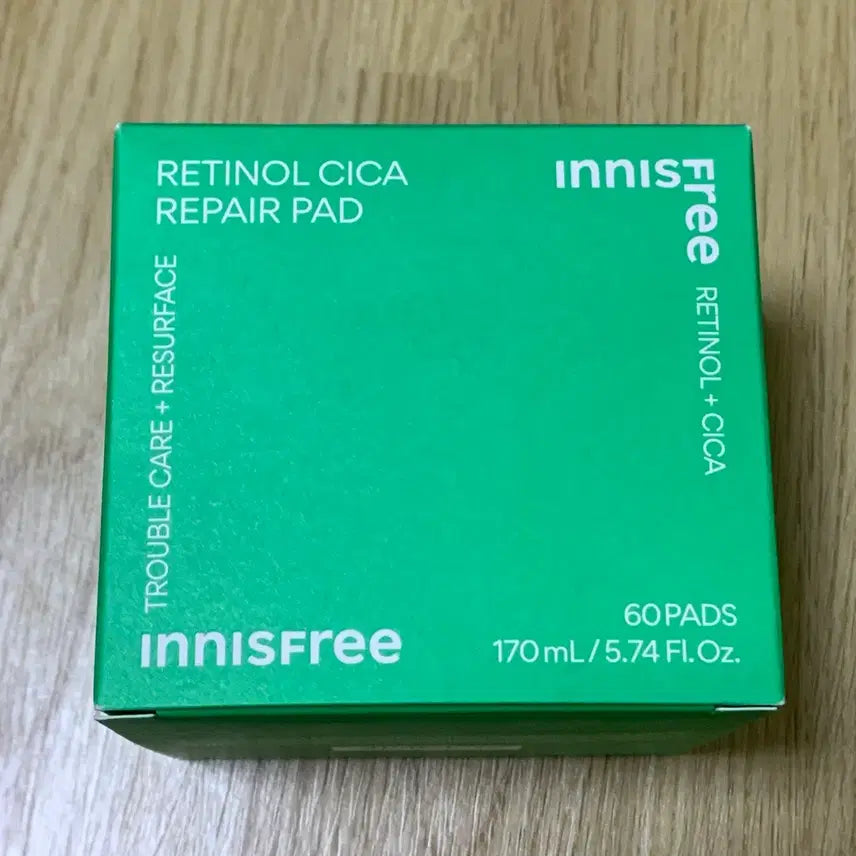 RETINOL CICA
REPAIR PAD
TROUBLE CARE + RESURFACE
innisFree
RETINOL + CICA
innisFree
60 PADS
170 mL / 5.74 Fl. Oz.